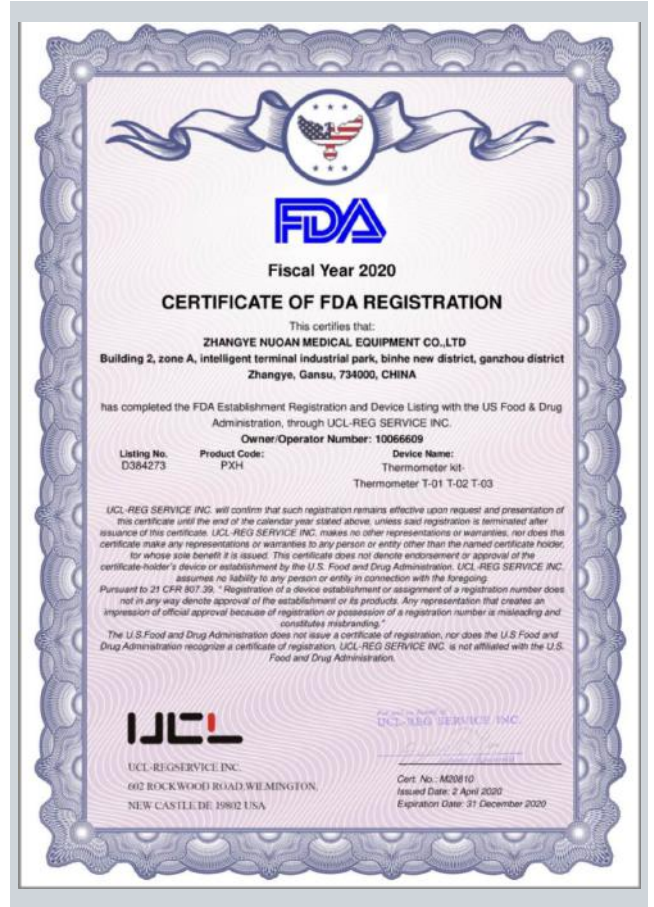 FDA
Fiscal Year 2020
CERTIFICATE OF FDA REGISTRATION
This certifies that:
ZHANGYE NUOAN MEDICAL EQUIPMENT CO.,LTD
Building 2, zone A, intelligent terminal industrial park, binhe new district, ganzhou district
Zhangye, Gansu, 734000, CHINA
has completed the FDA Establishment Registration and Device Listing with the US Food & Drug
Administration, through UCL-REG SERVICE INC.
Owner/Operator Number: 10066609
Listing No. Product Code: Device Name:
D384273 PXH Thermometer kit-
Thermometer T-01 T-02 T-03
UCL-REG SERVICE INC. will confirm that such registration remains effective upon request and presentation of
this certificate until the end of the calendar year stated above, unless said registration is terminated after
issuance of this certificate. UCL-REG SERVICE INC. makes no other representations or warranties, nor does this
certificate make any representations or warranties to any person or entity other than the named certificate holder,
for whose sole benefit it is issued. This certificate does not denote endorsement or approval of the
certificate-holder's device or establishment by the U.S. Food and Drug Administration. UCL-REG SERVICE INC.
assumes no liability to any person or entity in connection with the foregoing.
Pursuant to 21 CFR 807.39, " Registration of a device establishment or assignment of a registration number does
not in any way denote approval of the establishment or its products. Any representation that creates an
impression of official approval because of registration or possession of a registration number is misleading and
constitutes misbranding."
The U.S.Food and Drug Administration does not issue a certificate of registration, nor does the U.S Food and
Drug Administration recognize a certificate of registration. UCL-REG SERVICE INC. is not affiliated with the U.S.
Food and Drug Administration.
UCL
UCL-REG SERVICE INC.
UCL-REGSERVICE INC.
602 ROCKWOOD ROAD,WILMINGTON,
NEW CASTLE DE 19802 USA
Cert. No.: M20810
Issued Date: 2 April 2020
Expiration Date: 31 December 2020